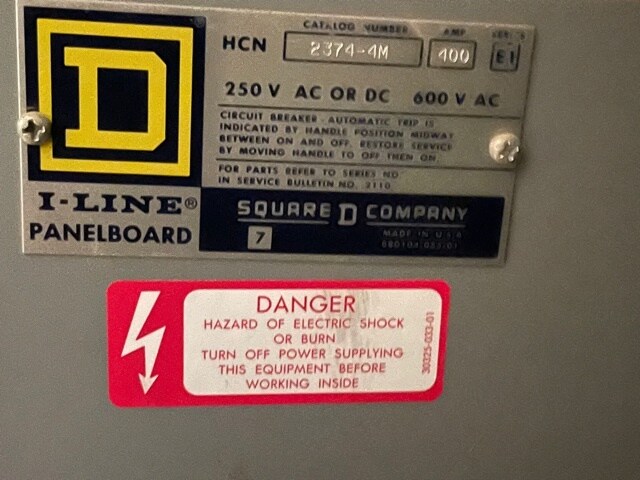 CATALOG NUMBER AMP SERIES
HCN 2374-4M 400 E1
250 V AC OR DC 600 V AC
CIRCUIT BREAKER - AUTOMATIC TRIP IS
INDICATED BY HANDLE POSITION MIDWAY
BETWEEN ON AND OFF. RESTORE SERVICE
BY MOVING HANDLE TO OFF THEN ON
FOR PARTS REFER TO SERIES NO
IN SERVICE BULLETIN NO. 2110
D
I-LINE®
PANELBOARD
SQUARE D COMPANY
7
MADE IN U.S.A.
DANGER
HAZARD OF ELECTRIC SHOCK
OR BURN
TURN OFF POWER SUPPLYING
THIS EQUIPMENT BEFORE
WORKING INSIDE
30325-033-01